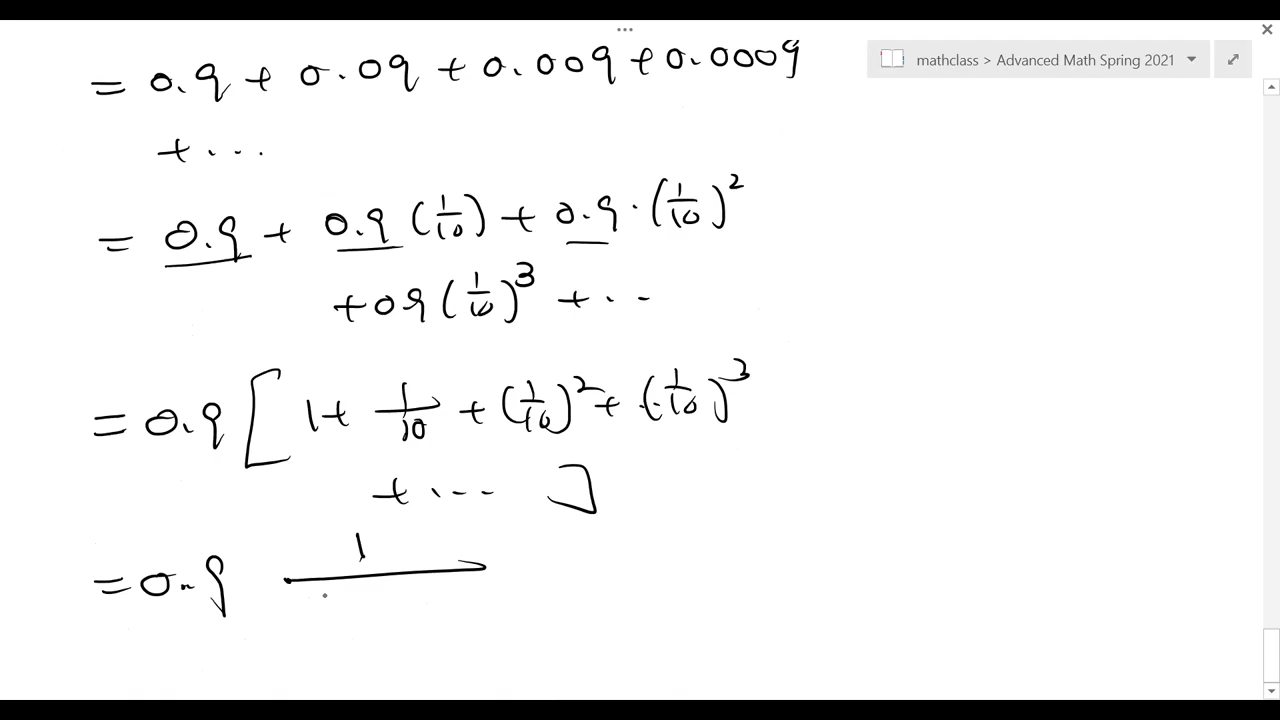 = 0.9 + 0.09 + 0.009 + 0.0009
+ ...
mathclass > Advanced Math Spring 2021
= 0.9 + 0.9 (1/10) + 0.9 · (1/10)^2
+ 09 (1/10)^3 + ...
= 0.9 [ 1 + 1/10 + (1/10)^2 + (1/10)^3
+ ... ]
= 0.9 1/